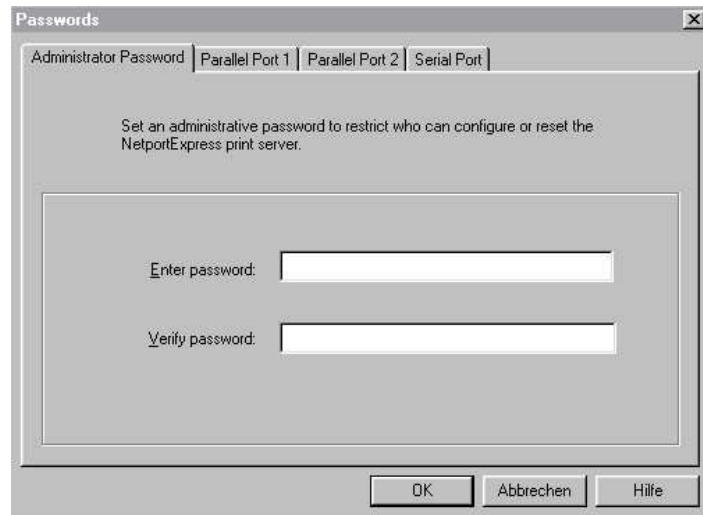 Passwords
Administrator Password Parallel Port 1 Parallel Port 2 Serial Port
Set an administrative password to restrict who can configure or reset the
NetportExpress print server.
Enter password:
Verify password:
OK Abbrechen Hilfe